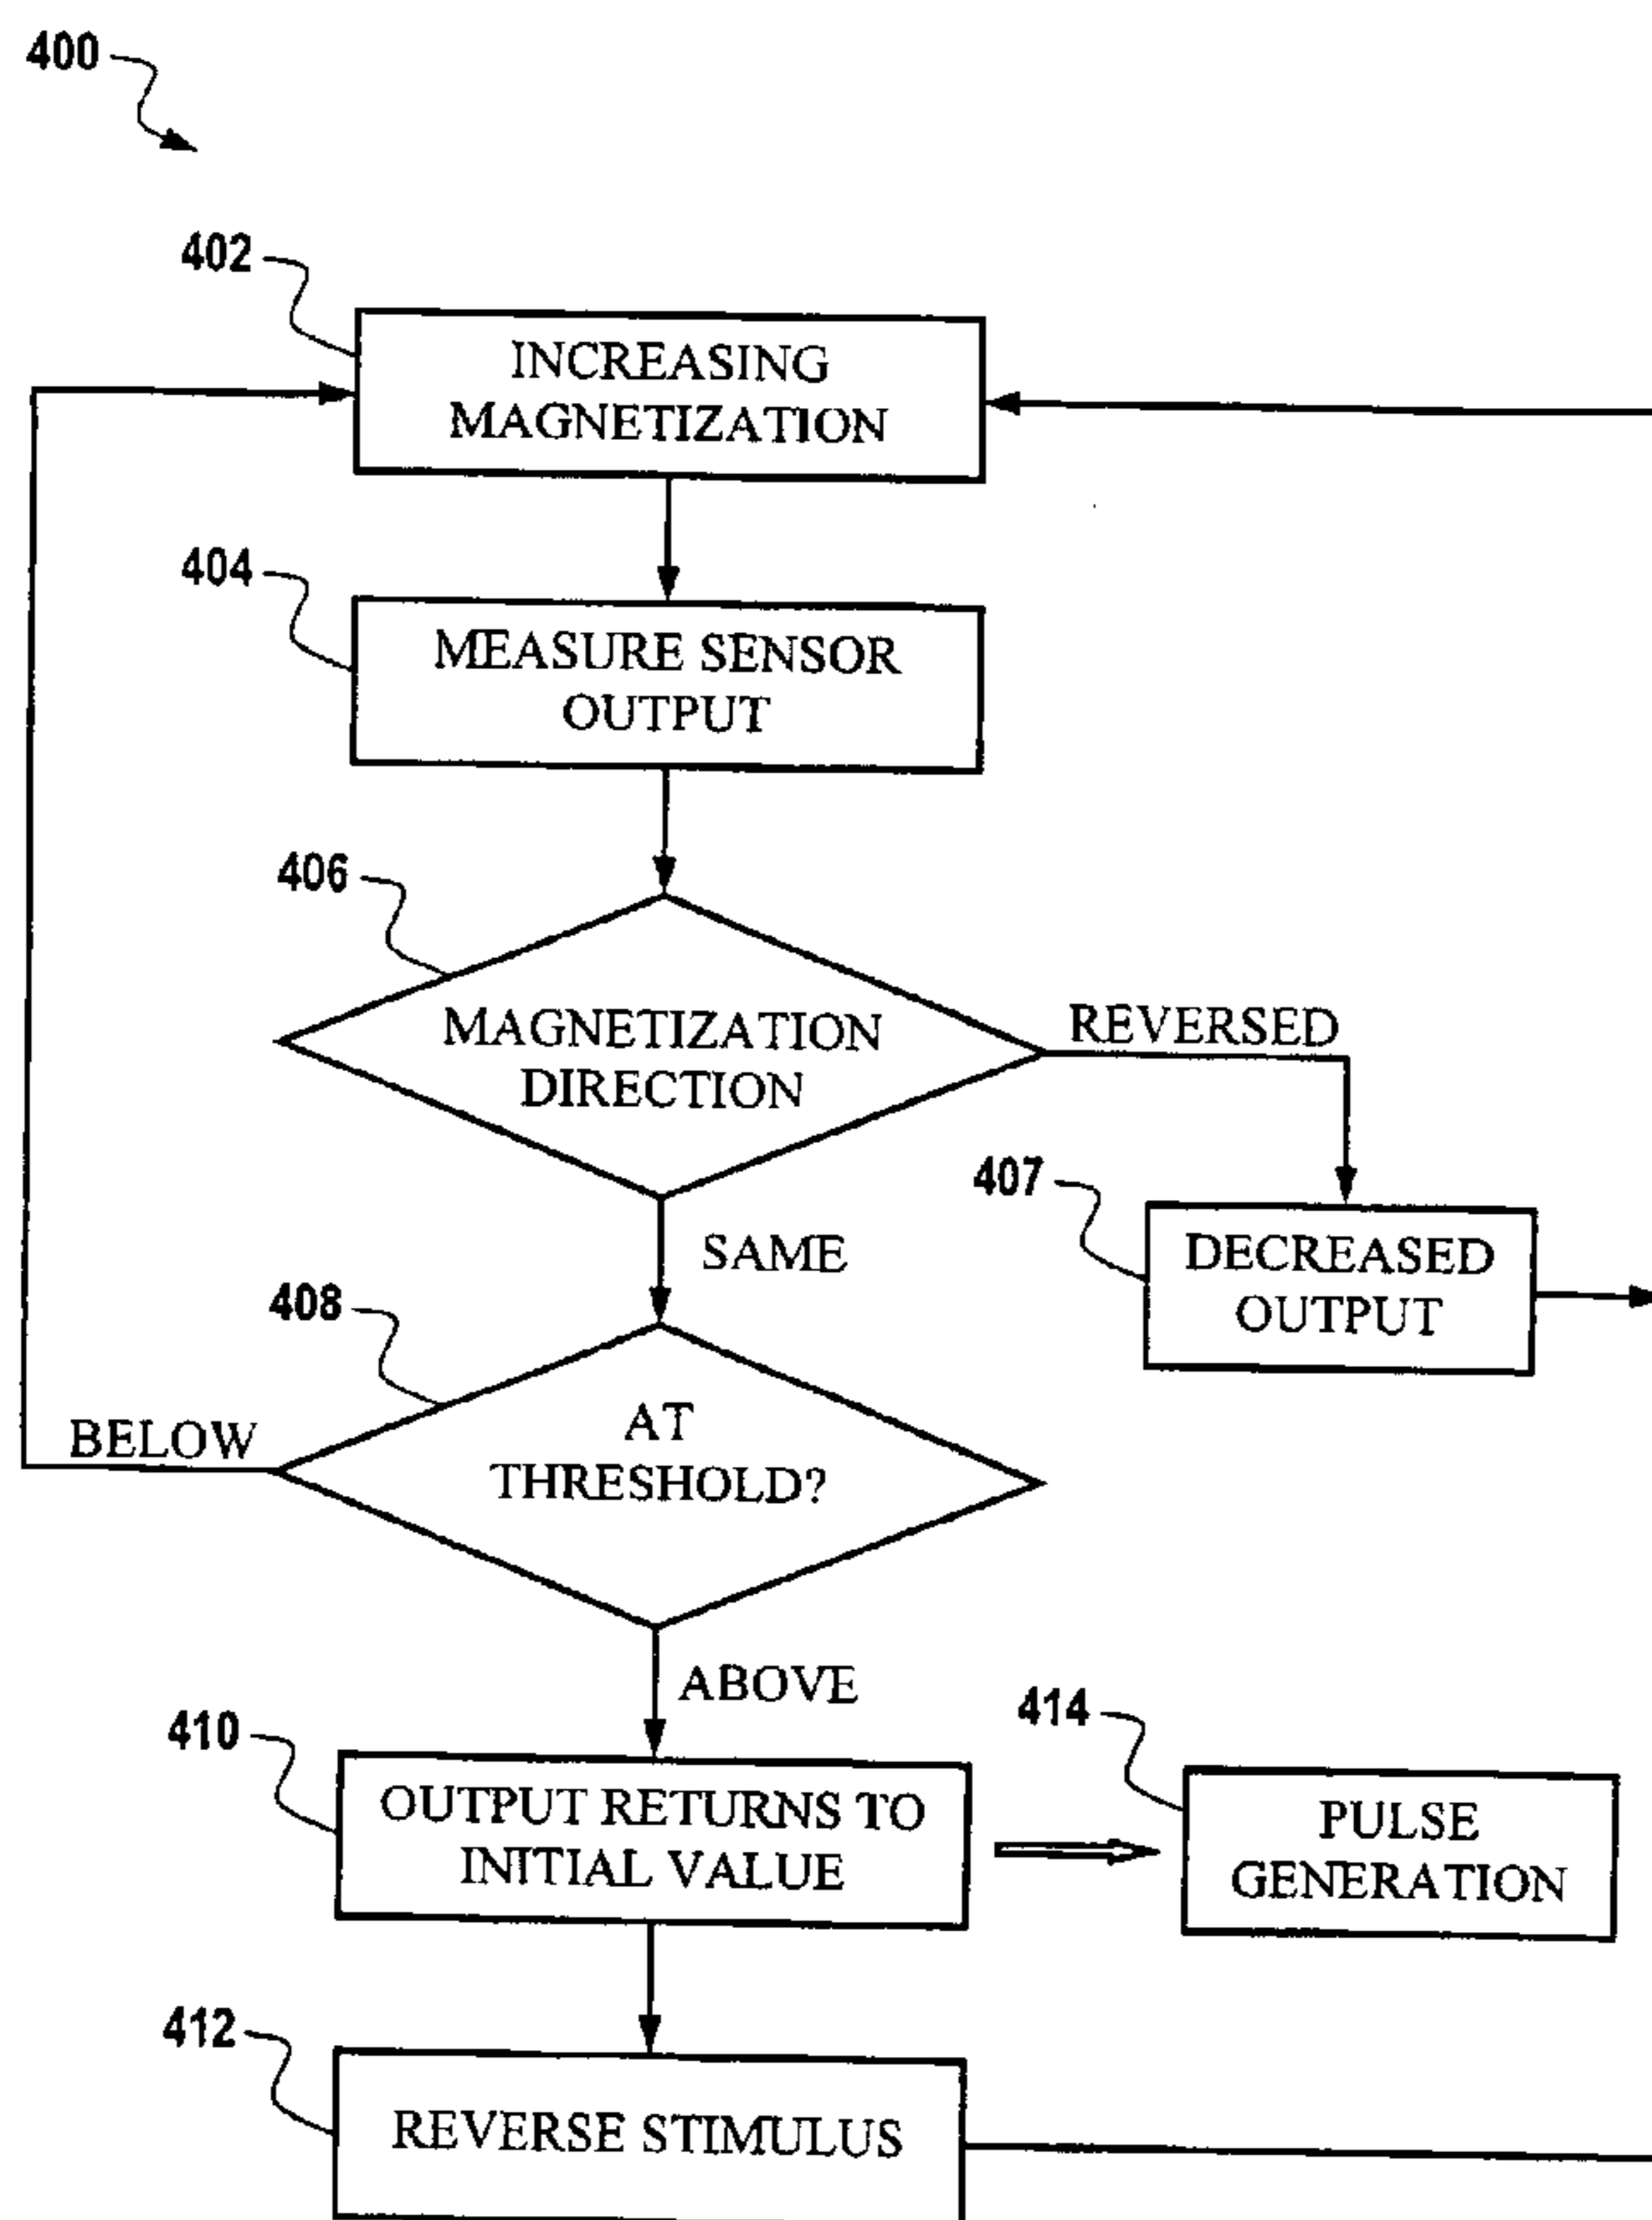 400
402
INCREASING
MAGNETIZATION
404
MEASURE SENSOR
OUTPUT
406
MAGNETIZATION
DIRECTION
REVERSED
407
DECREASED
OUTPUT
SAME
408
AT
THRESHOLD?
BELOW
ABOVE
410
OUTPUT RETURNS TO
INITIAL VALUE
414
PULSE
GENERATION
412
REVERSE STIMULUS